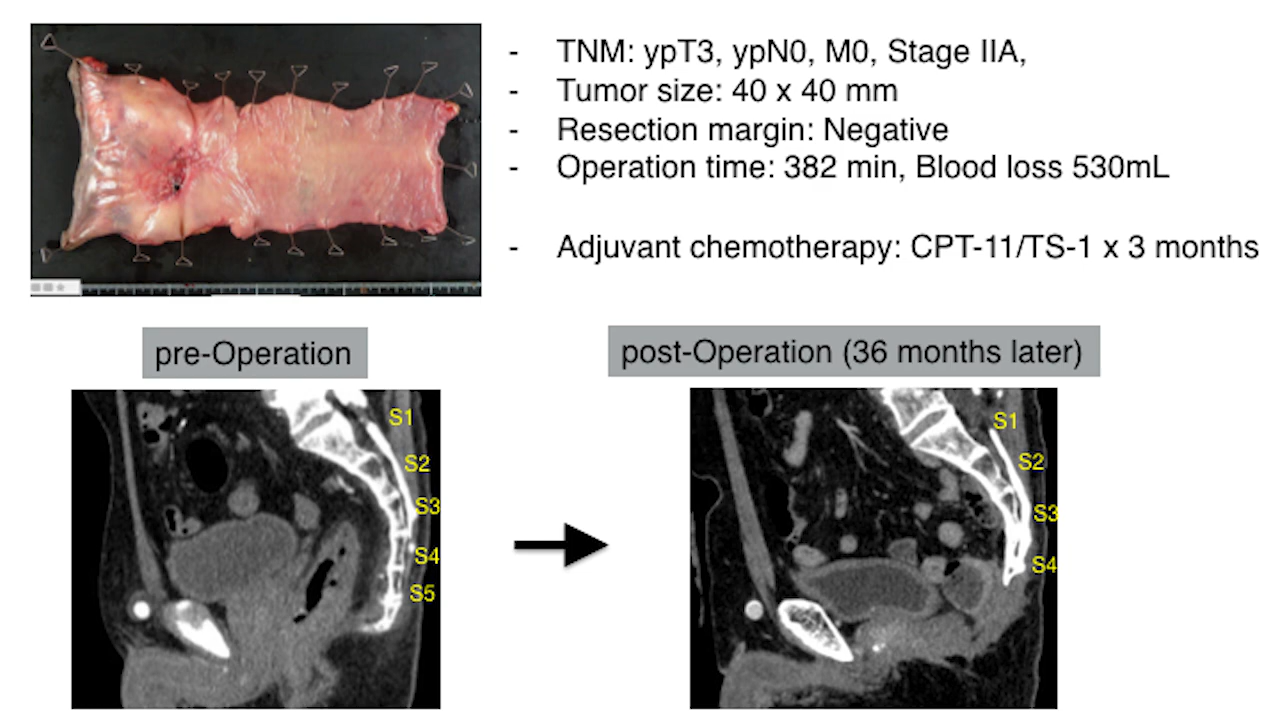 - TNM: ypT3, ypN0, M0, Stage IIA,
- Tumor size: 40 x 40 mm
- Resection margin: Negative
- Operation time: 382 min, Blood loss 530mL
- Adjuvant chemotherapy: CPT-11/TS-1 x 3 months
pre-Operation
post-Operation (36 months later)
S1
S2
S3
S4
S5
S1
S2
S3
S4